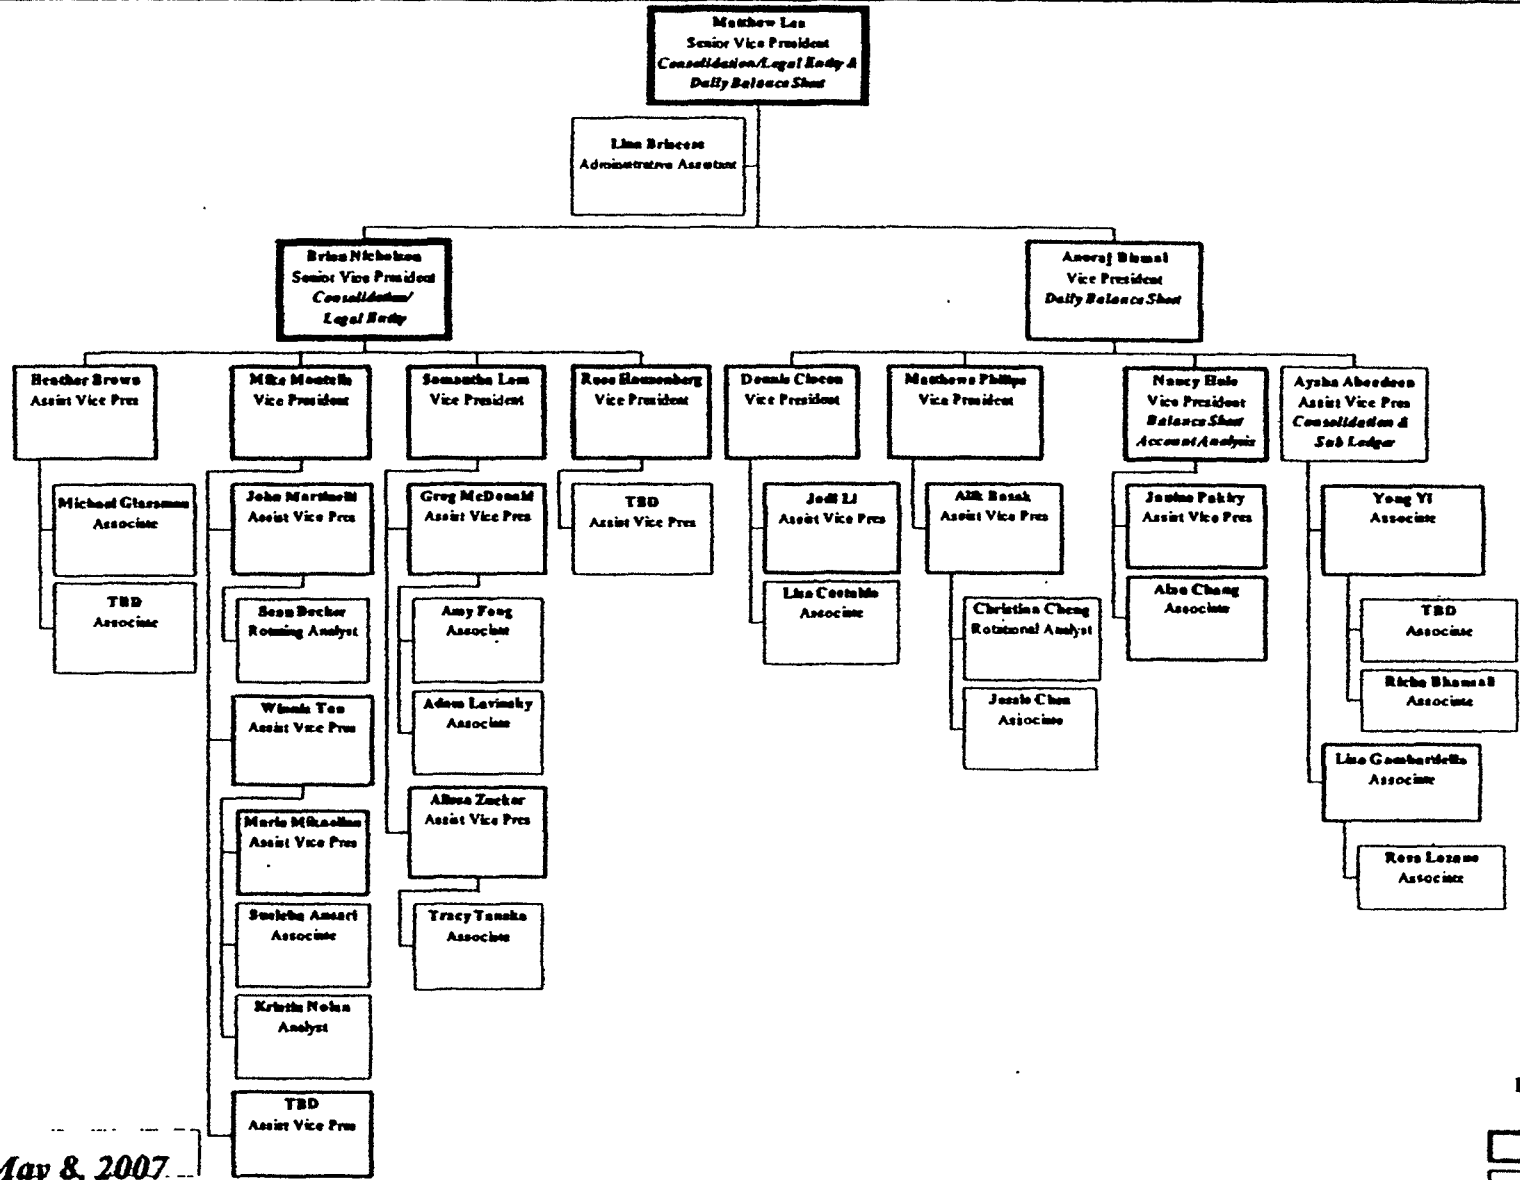 Matthew Lee
Senior Vice President
Consolidation/Legal Entity &
Daily Balance Sheet
Administrative Assistant
Brian Nicholson
Senior Vice President
Consolidation/
Legal Entity
Anuraj Bismal
Vice President
Daily Balance Sheet
Heather Brown
Assist Vice Pres
Mike Montella
Vice President
Samantha Lam
Vice President
Vice President
Vice President
Matthews Phillips
Vice President
Nancy Hale
Vice President
Balance Sheet
Account Analysis
Aysha Aberdeen
Assist Vice Pres
Consolidation &
Sub Ledger
Michael Glassman
Associate
TBD
Associate
John Martinelli
Assist Vice Pres
Sean Becker
Rotating Analyst
Winnie Tan
Assist Vice Pres
Assist Vice Pres
Ansari
Associate
Kristin Nolan
Analyst
TBD
Assist Vice Pres
Greg McDonald
Assist Vice Pres
Amy Fong
Associate
Adam Lavinsky
Associate
Alissa Zucker
Assist Vice Pres
Tracy Tanaka
Associate
TBD
Assist Vice Pres
Jodi Li
Assist Vice Pres
Lisa Costaldo
Associate
Alik Basak
Assist Vice Pres
Christina Cheng
Rotational Analyst
Jessie Chen
Associate
Assist Vice Pres
Alan Chang
Associate
Yong Yi
Associate
TBD
Associate
Richa Bhansali
Associate
Lisa Gambardella
Associate
Rosa Lozano
Associate
May 8, 2007